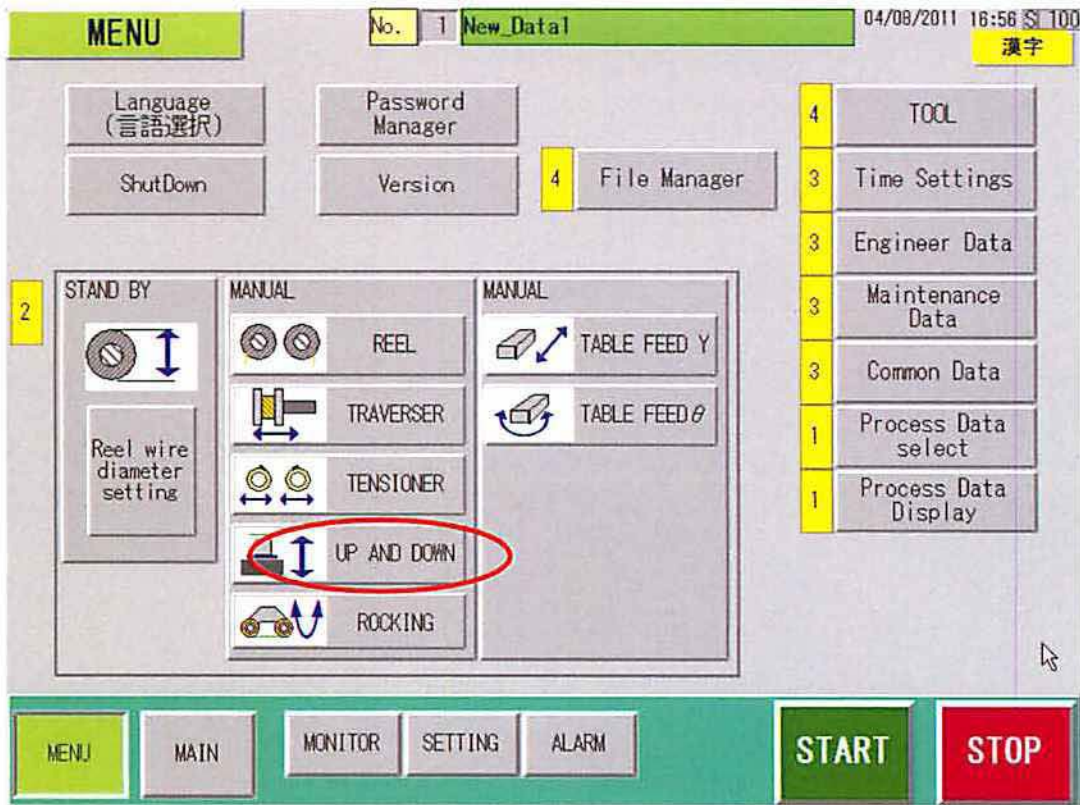 MENU
No. 1 New_Data1
04/08/2011 16:56 S 100
漢字
Language
(言語選択)
Password
Manager
ShutDown
Version
4 File Manager
4 TOOL
3 Time Settings
3 Engineer Data
3 Maintenance
Data
3 Common Data
1 Process Data
select
1 Process Data
Display
2
STAND BY
Reel wire
diameter
setting
MANUAL
REEL
TRAVERSER
TENSIONER
UP AND DOWN
ROCKING
MANUAL
TABLE FEED Y
TABLE FEED θ
MENU
MAIN
MONITOR
SETTING
ALARM
START
STOP